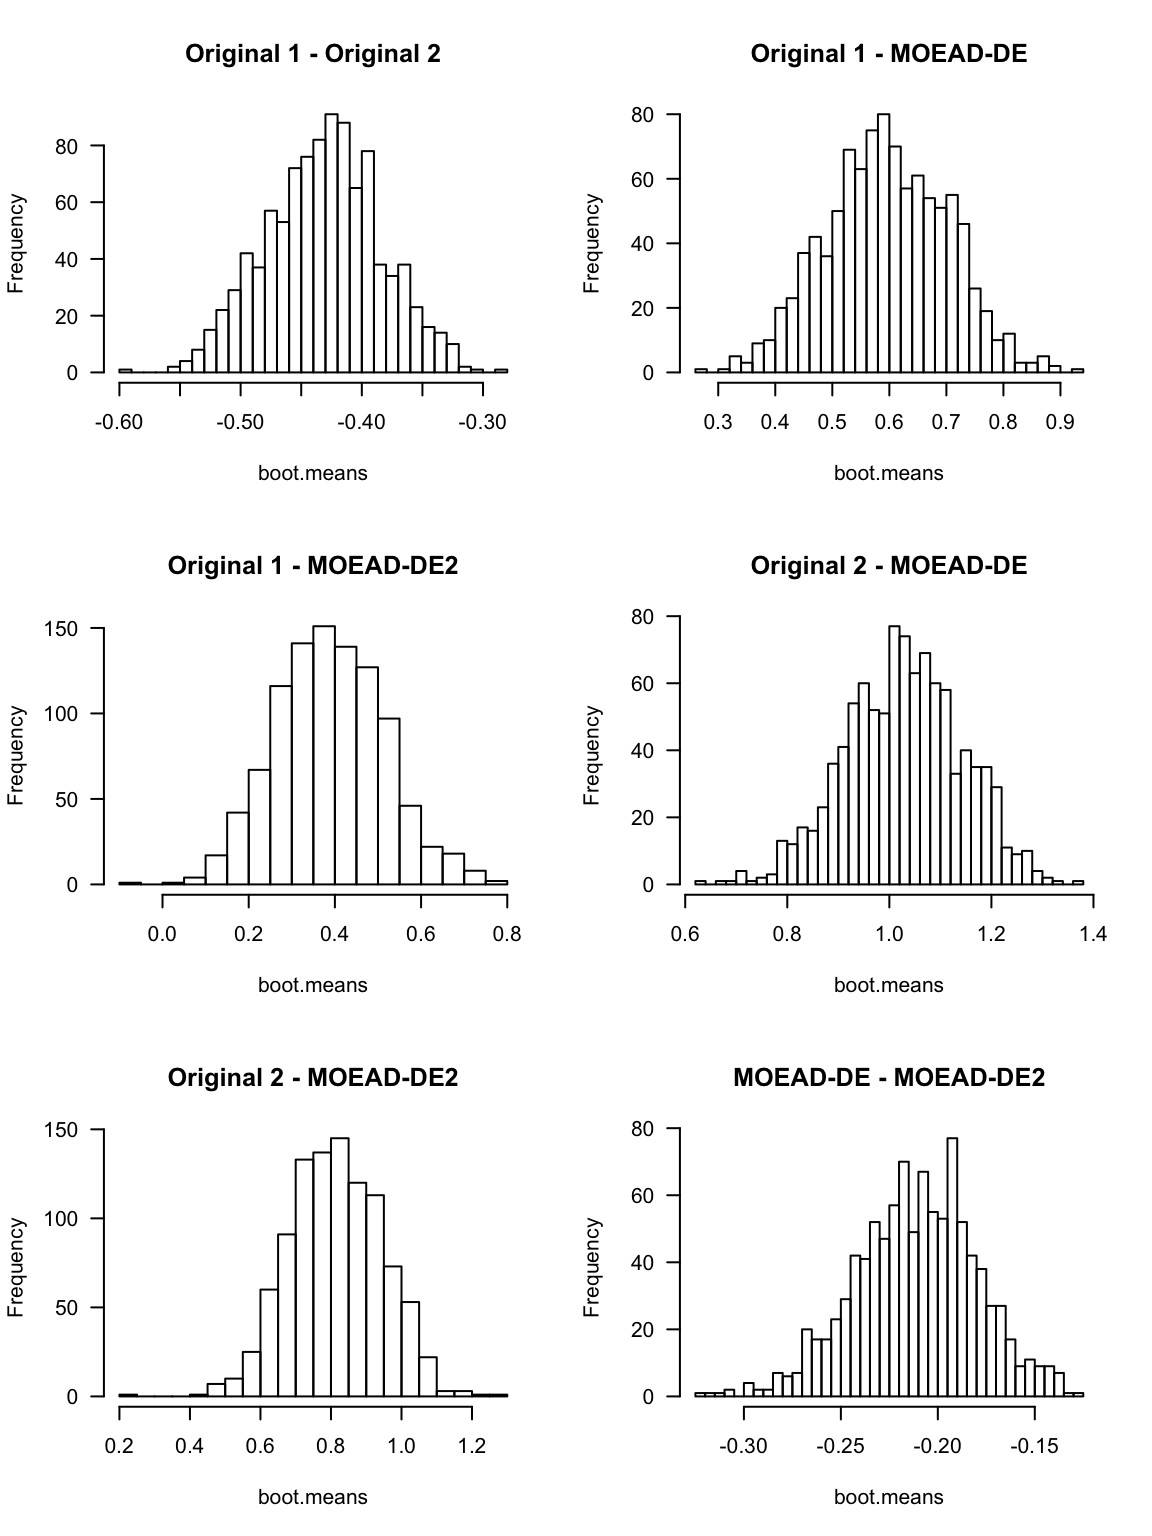 Original 1 - Original 2
Frequency
80
60
40
20
0
-0.60 -0.50 -0.40 -0.30
boot.means
Original 1 - MOEAD-DE
Frequency
80
60
40
20
0
0.3 0.4 0.5 0.6 0.7 0.8 0.9
boot.means
Original 1 - MOEAD-DE2
Frequency
150
100
50
0
0.0 0.2 0.4 0.6 0.8
boot.means
Original 2 - MOEAD-DE
Frequency
80
60
40
20
0
0.6 0.8 1.0 1.2 1.4
boot.means
Original 2 - MOEAD-DE2
Frequency
150
100
50
0
0.2 0.4 0.6 0.8 1.0 1.2
boot.means
MOEAD-DE - MOEAD-DE2
Frequency
80
60
40
20
0
-0.30 -0.25 -0.20 -0.15
boot.means